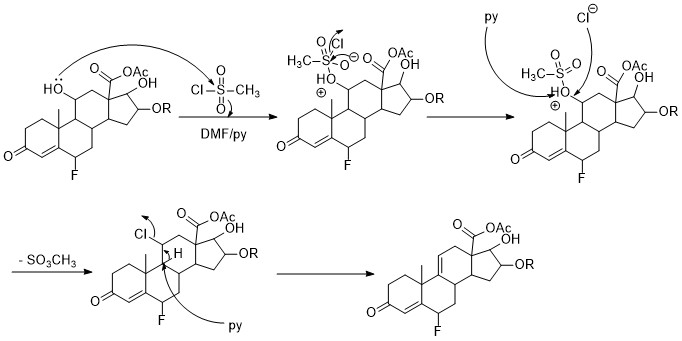 O
OAc
HO
OH
OR
O
F
O
Cl S CH3
O
DMF/py
O Cl
H3C S O ⊖
O
HO
⊕
O
OAc
OH
OR
O
F
py
Cl ⊖
O
H3C S O
HO
⊕
O
OAc
OH
OR
O
F
- SO3CH3
Cl
H
O
OAc
OH
OR
O
F
py
O
OAc
OH
OR
O
F